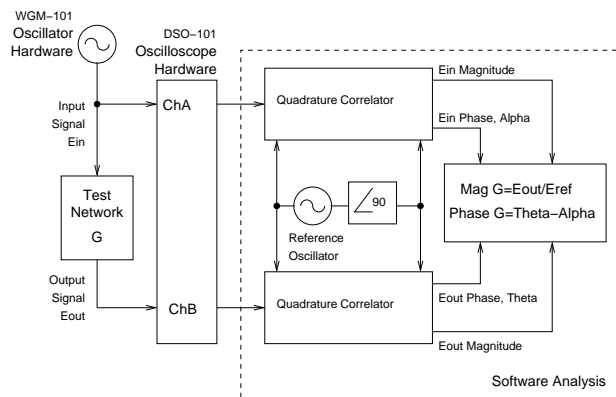 WGM–101
Oscillator
Hardware
DSO–101
Oscilloscope
Hardware
Input
Signal
Ein
ChA
Quadrature Correlator
Ein Magnitude
Ein Phase, Alpha
Test
Network
G
90
Reference
Oscillator
Mag G=Eout/Eref
Phase G=Theta–Alpha
Output
Signal
Eout
ChB
Quadrature Correlator
Eout Phase, Theta
Eout Magnitude
Software Analysis